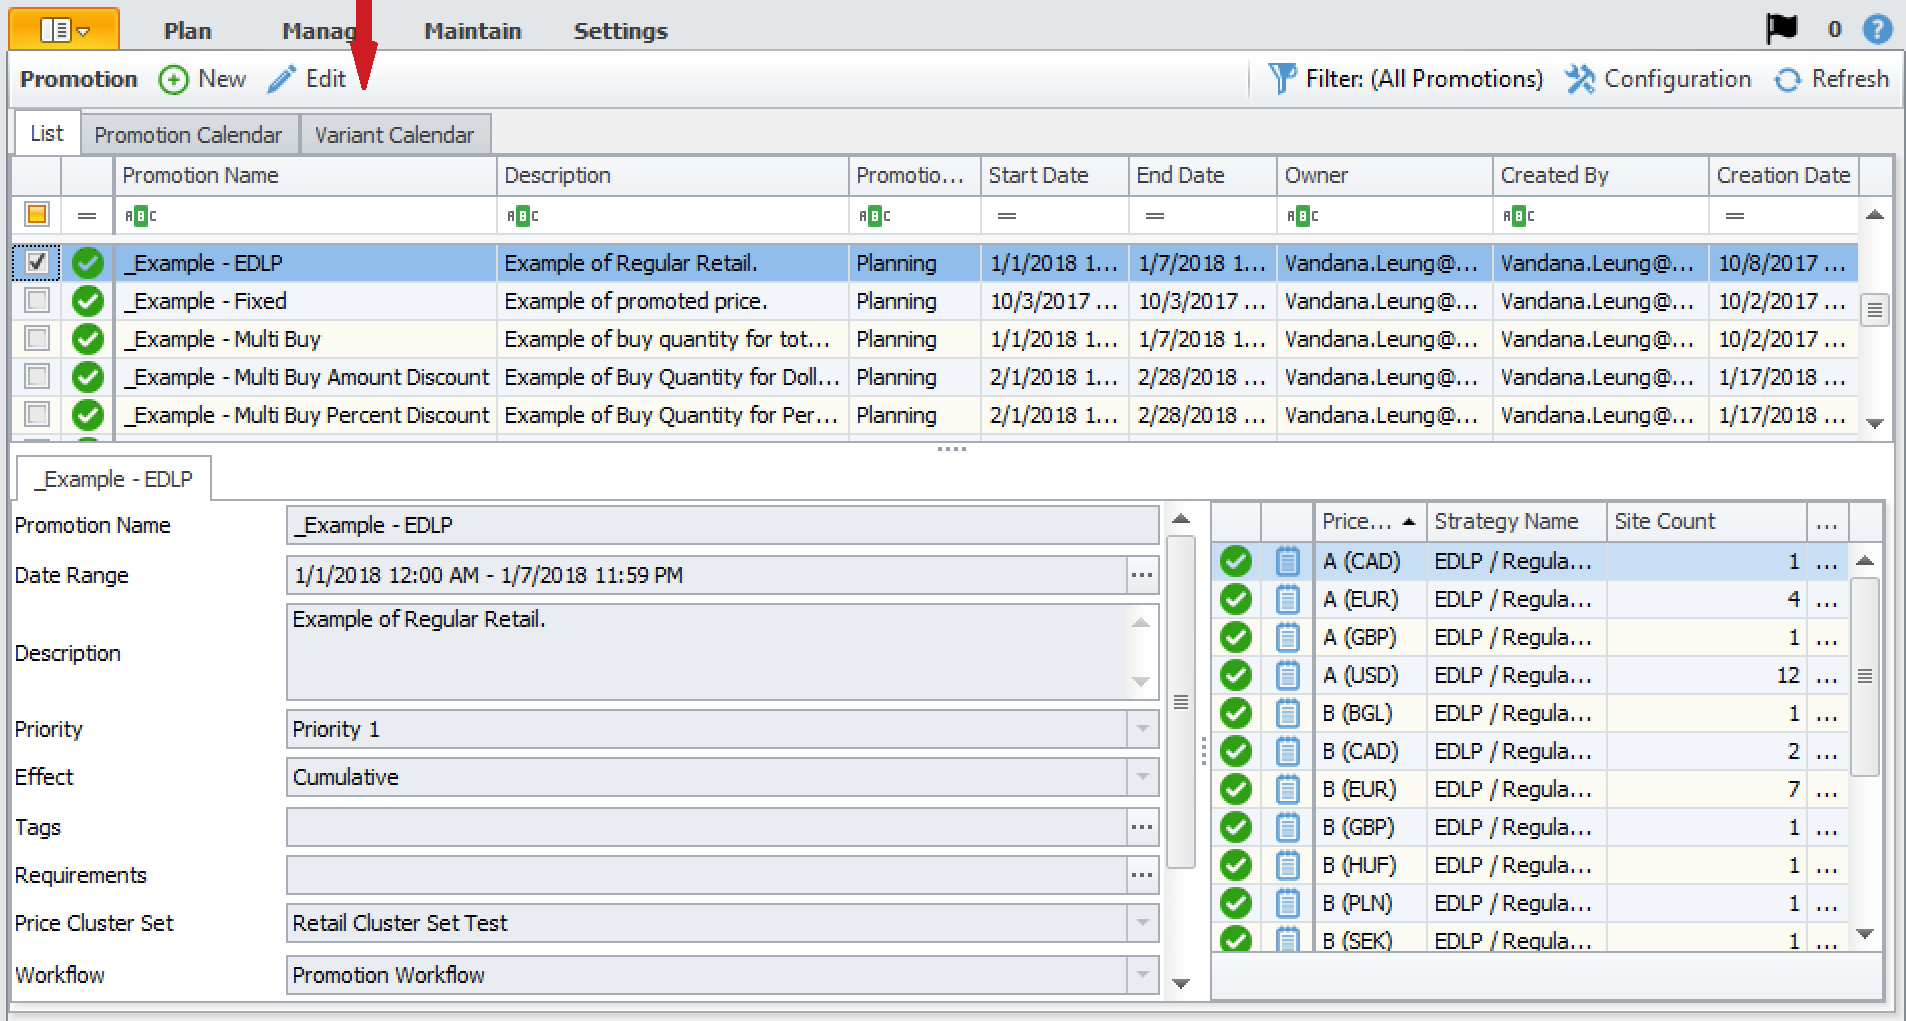 Plan Manag Maintain Settings 0 ?
Promotion New Edit Filter: (All Promotions) Configuration Refresh
List Promotion Calendar Variant Calendar
Promotion Name Description Promotio... Start Date End Date Owner Created By Creation Date
= ABC ABC ABC = = ABC ABC =
_Example - EDLP Example of Regular Retail. Planning 1/1/2018 1... 1/7/2018 1... Vandana.Leung@... Vandana.Leung@... 10/8/2017 ...
_Example - Fixed Example of promoted price. Planning 10/3/2017 ... 10/3/2017 ... Vandana.Leung@... Vandana.Leung@... 10/2/2017 ...
_Example - Multi Buy Example of buy quantity for tot... Planning 1/1/2018 1... 1/7/2018 1... Vandana.Leung@... Vandana.Leung@... 10/2/2017 ...
_Example - Multi Buy Amount Discount Example of Buy Quantity for Doll... Planning 2/1/2018 1... 2/28/2018 ... Vandana.Leung@... Vandana.Leung@... 1/17/2018 ...
_Example - Multi Buy Percent Discount Example of Buy Quantity for Per... Planning 2/1/2018 1... 2/28/2018 ... Vandana.Leung@... Vandana.Leung@... 1/17/2018 ...
_Example - EDLP
Promotion Name _Example - EDLP
Date Range 1/1/2018 12:00 AM - 1/7/2018 11:59 PM ...
Description Example of Regular Retail.
Priority Priority 1
Effect Cumulative
Tags ...
Requirements ...
Price Cluster Set Retail Cluster Set Test
Workflow Promotion Workflow
Price... Strategy Name Site Count ...
A (CAD) EDLP / Regula... 1 ...
A (EUR) EDLP / Regula... 4 ...
A (GBP) EDLP / Regula... 1 ...
A (USD) EDLP / Regula... 12 ...
B (BGL) EDLP / Regula... 1 ...
B (CAD) EDLP / Regula... 2 ...
B (EUR) EDLP / Regula... 7 ...
B (GBP) EDLP / Regula... 1 ...
B (HUF) EDLP / Regula... 1 ...
B (PLN) EDLP / Regula... 1 ...
B (SEK) EDLP / Regula... 1 ...